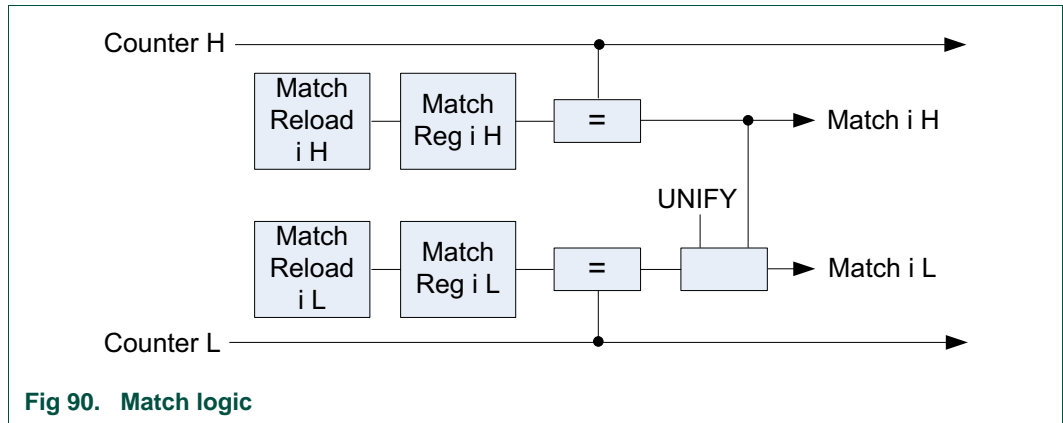 Counter H
Match
Reload
i H
Match
Reg i H
=
Match i H
UNIFY
Match
Reload
i L
Match
Reg i L
=
Match i L
Counter L
Fig 90. Match logic